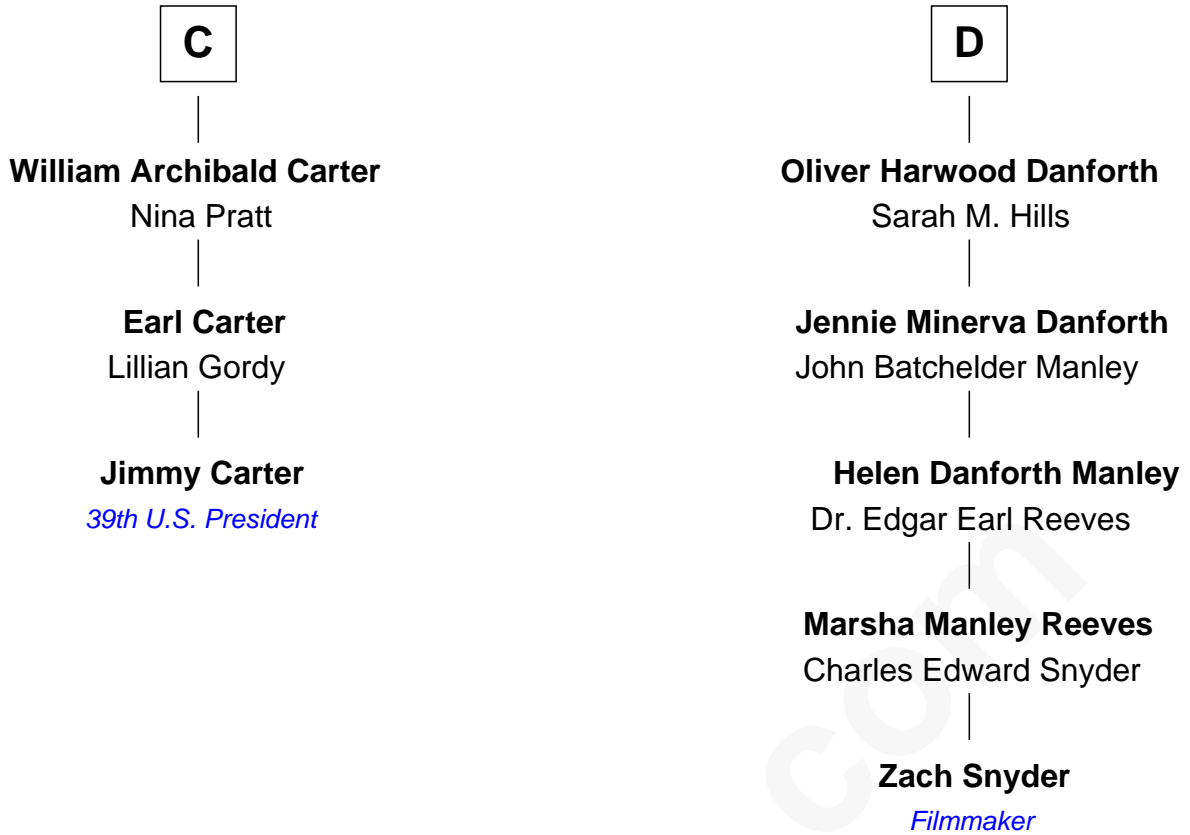 C
William Archibald Carter
Nina Pratt
Earl Carter
Lillian Gordy
Jimmy Carter
39th U.S. President
D
Oliver Harwood Danforth
Sarah M. Hills
Jennie Minerva Danforth
John Batchelder Manley
Helen Danforth Manley
Dr. Edgar Earl Reeves
Marsha Manley Reeves
Charles Edward Snyder
Zach Snyder
Filmmaker
com